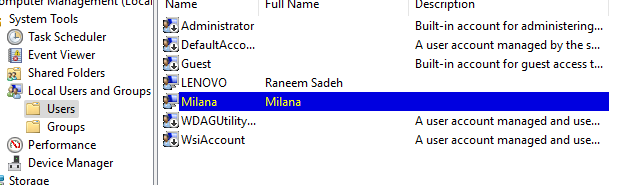 Computer Management (Local
System Tools
Task Scheduler
Event Viewer
Shared Folders
Local Users and Groups
Users
Groups
Performance
Device Manager
Storage
Name Full Name Description
Administrator Built-in account for administering...
DefaultAcco... A user account managed by the s...
Guest Built-in account for guest access t...
LENOVO Raneem Sadeh
Milana Milana
WDAGUtility... A user account managed and use...
WsiAccount A user account managed and use...